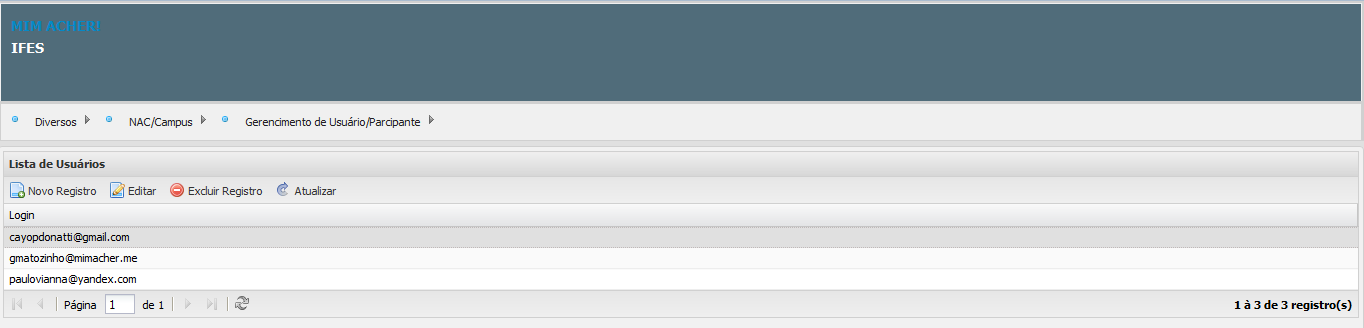 MIM ACHER!
IFES
Diversos NAC/Campus Gerencimento de Usuário/Parcipante
Lista de Usuários
Novo Registro Editar Excluir Registro Atualizar
Login
cayopdonatti@gmail.com
gmatozinho@mimacher.me
paulovianna@yandex.com
Página 1 de 1 1 à 3 de 3 registro(s)